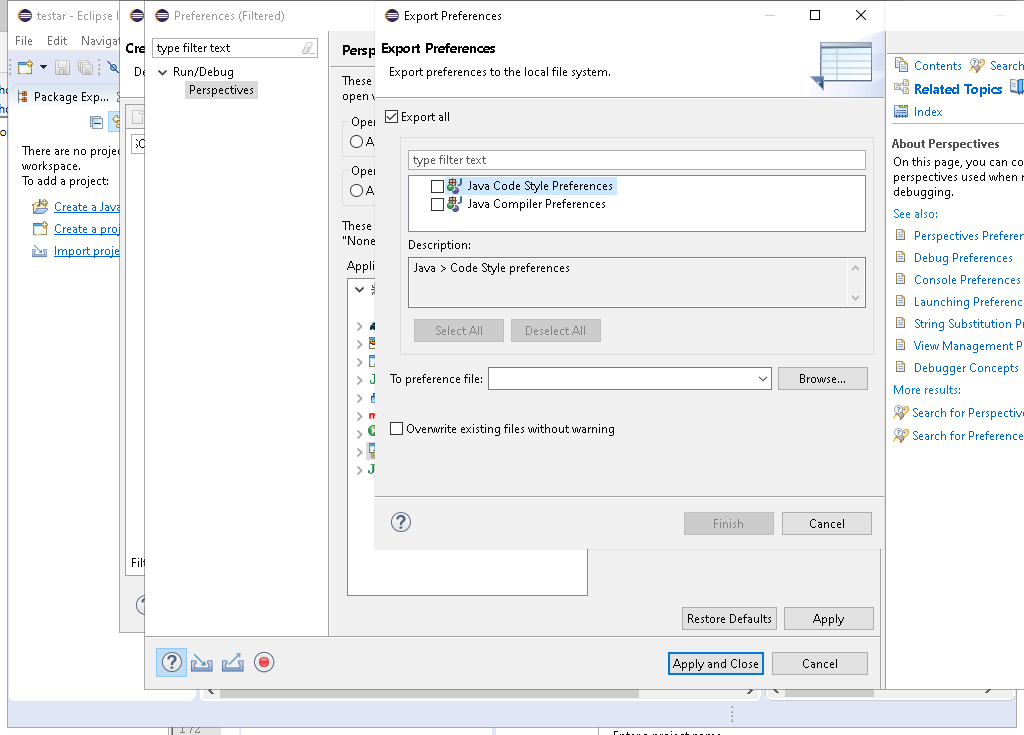 testar - Eclipse I
File Edit Navigat
Package Exp...
There are no projec
workspace.
To add a project:
Create a Java
Create a proj
Import proje
Cre
De
Filt
Preferences (Filtered)
type filter text
Run/Debug
Perspectives
Persp
These
open v
Open
A
Open
A
These
"None
Appli
Restore Defaults
Apply
Apply and Close
Cancel
Export Preferences
Export Preferences
Export preferences to the local file system.
Export all
type filter text
Java Code Style Preferences
Java Compiler Preferences
Description:
Java > Code Style preferences
Select All
Deselect All
To preference file:
Browse...
Overwrite existing files without warning
Finish
Cancel
Contents Search
Related Topics
Index
About Perspectives
On this page, you can co
perspectives used when r
debugging.
See also:
Perspectives Preferen
Debug Preferences
Console Preferences
Launching Preferenc
String Substitution Pr
View Management P
Debugger Concepts
More results:
Search for Perspective
Search for Preference
172